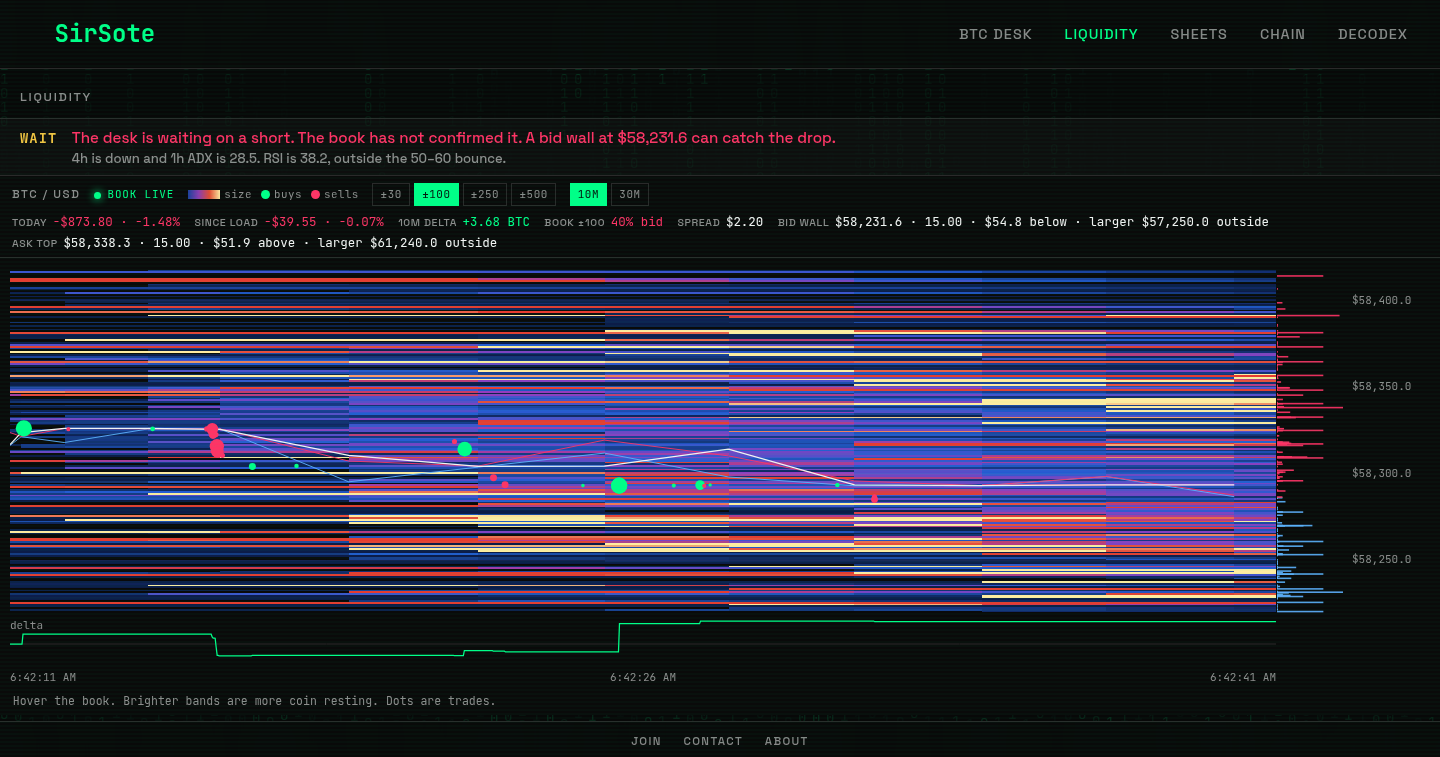 SirSote
BTC DESK LIQUIDITY SHEETS CHAIN DECODEX
LIQUIDITY
WAIT The desk is waiting on a short. The book has not confirmed it. A bid wall at $58,231.6 can catch the drop.
4h is down and 1h ADX is 28.5. RSI is 38.2, outside the 50–60 bounce.
BTC / USD BOOK LIVE size buys sells ±30 ±100 ±250 ±500 10M 30M
TODAY -$873.80 · -1.48% SINCE LOAD -$39.55 · -0.07% 10M DELTA +3.68 BTC BOOK ±100 40% bid SPREAD $2.20 BID WALL $58,231.6 · 15.00 · $54.8 below · larger $57,250.0 outside
ASK TOP $58,338.3 · 15.00 · $51.9 above · larger $61,240.0 outside
$58,400.0
$58,350.0
$58,300.0
$58,250.0
delta
6:42:11 AM 6:42:26 AM 6:42:41 AM
Hover the book. Brighter bands are more coin resting. Dots are trades.
JOIN CONTACT ABOUT